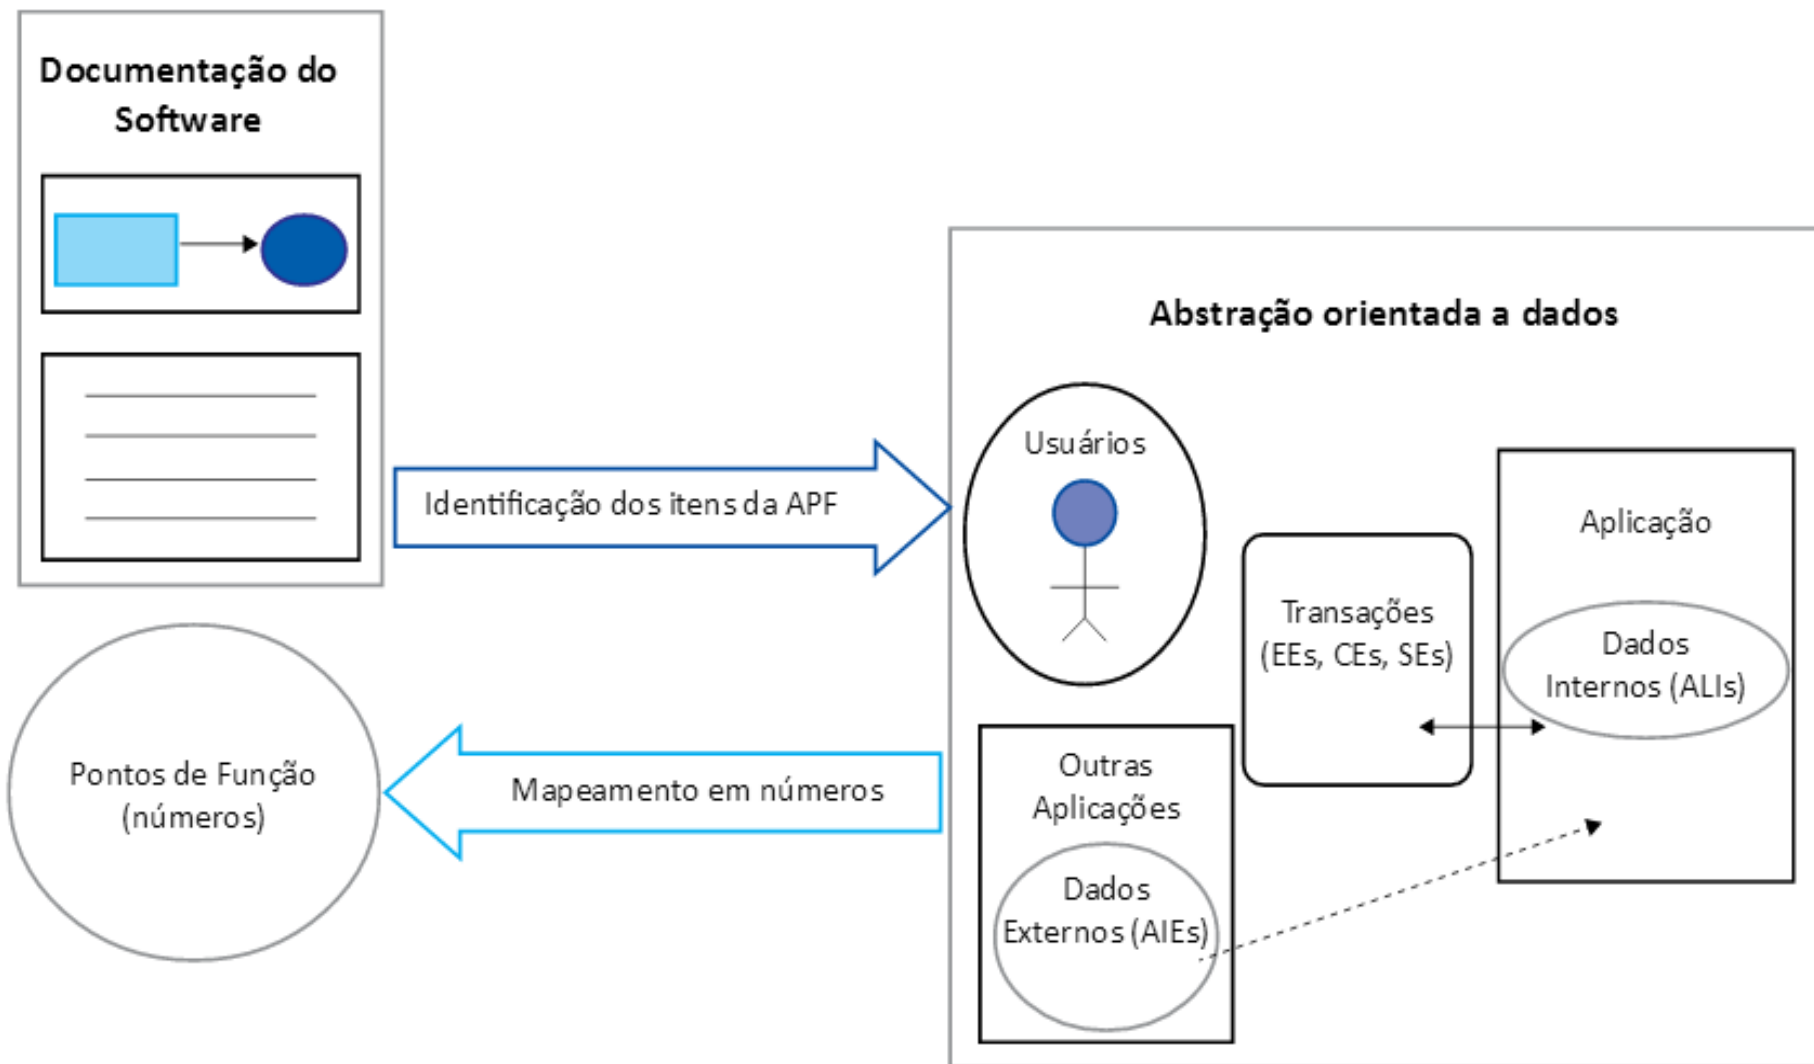 Documentação do
Software
Identificação dos itens da APF
Pontos de Função
(números)
Mapeamento em números
Abstração orientada a dados
Usuários
Transações
(EEs, CEs, SEs)
Aplicação
Dados
Internos (ALIs)
Outras
Aplicações
Dados
Externos (AIEs)